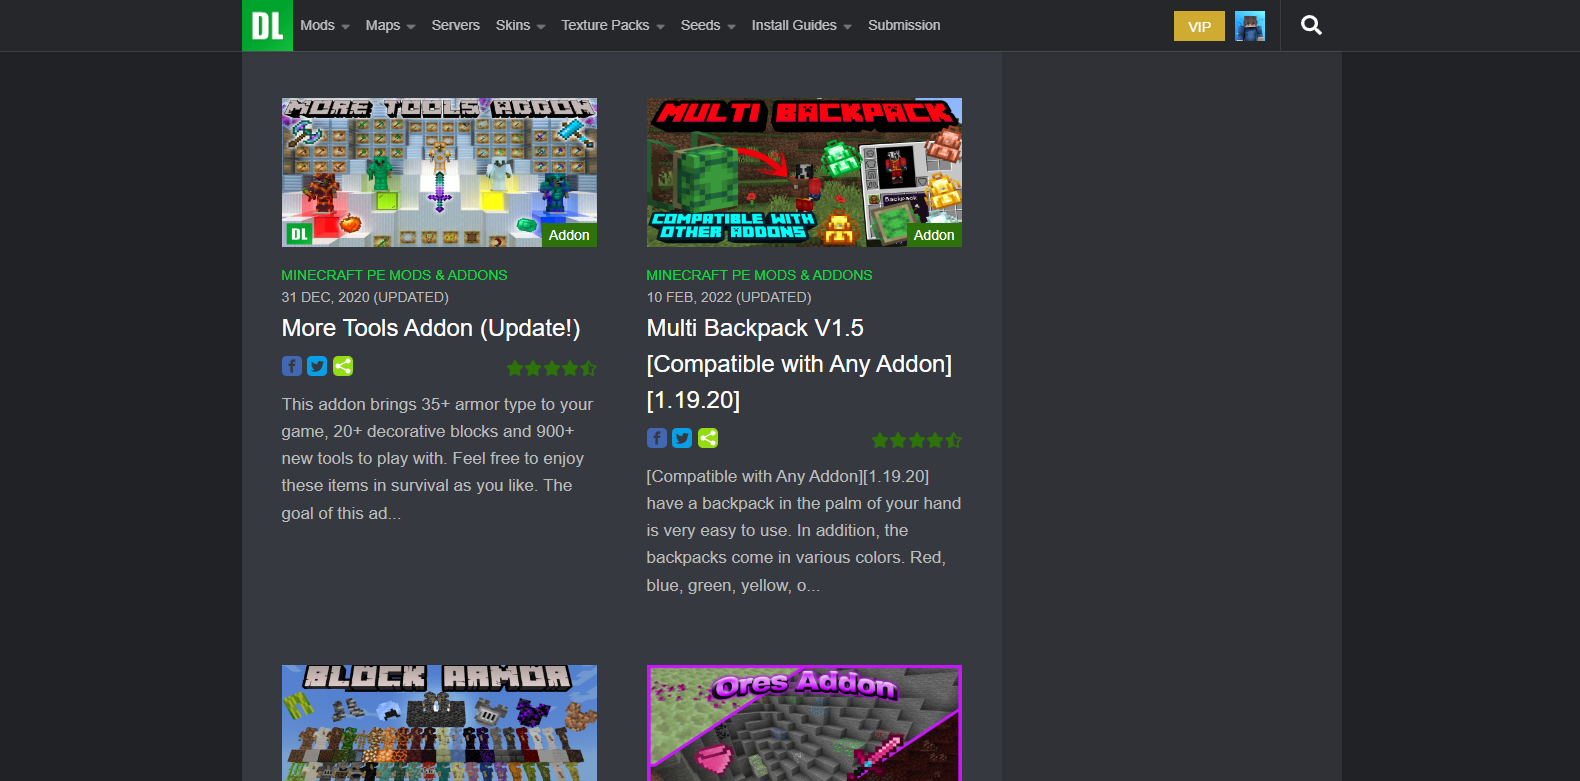 DL
Mods
Maps
Servers
Skins
Texture Packs
Seeds
Install Guides
Submission
VIP
MORE TOOLS ADDON
DL
Addon
MINECRAFT PE MODS & ADDONS
31 DEC, 2020 (UPDATED)
More Tools Addon (Update!)
This addon brings 35+ armor type to your
game, 20+ decorative blocks and 900+
new tools to play with. Feel free to enjoy
these items in survival as you like. The
goal of this ad...
MULTI BACKPACK
Backpack
COMPATIBLE WITH
OTHER ADDONS
Addon
MINECRAFT PE MODS & ADDONS
10 FEB, 2022 (UPDATED)
Multi Backpack V1.5
[Compatible with Any Addon]
[1.19.20]
[Compatible with Any Addon][1.19.20]
have a backpack in the palm of your hand
is very easy to use. In addition, the
backpacks come in various colors. Red,
blue, green, yellow, o...
BLOCK ARMOR
Ores Addon